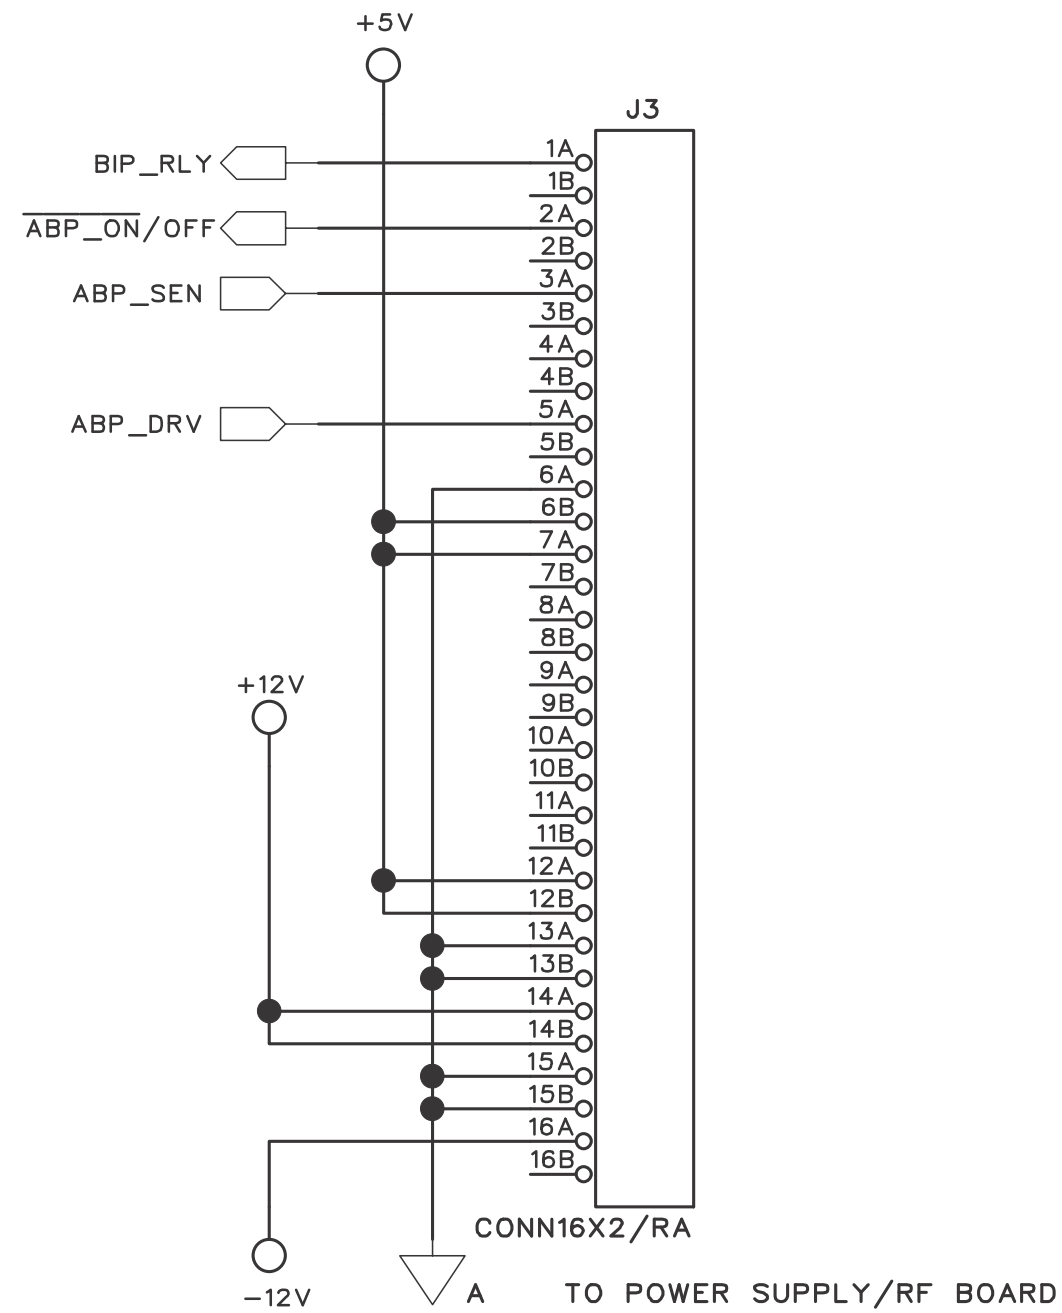 +5V
J3
1A
BIP_RLY
1B
2A
ABP_ON/OFF
2B
3A
ABP_SEN
3B
4A
4B
5A
ABP_DRV
5B
6A
6B
7A
7B
8A
8B
9A
+12V
9B
10A
10B
11A
11B
12A
12B
13A
13B
14A
14B
15A
15B
16A
16B
CONN16X2/RA
-12V
A
TO POWER SUPPLY/RF BOARD